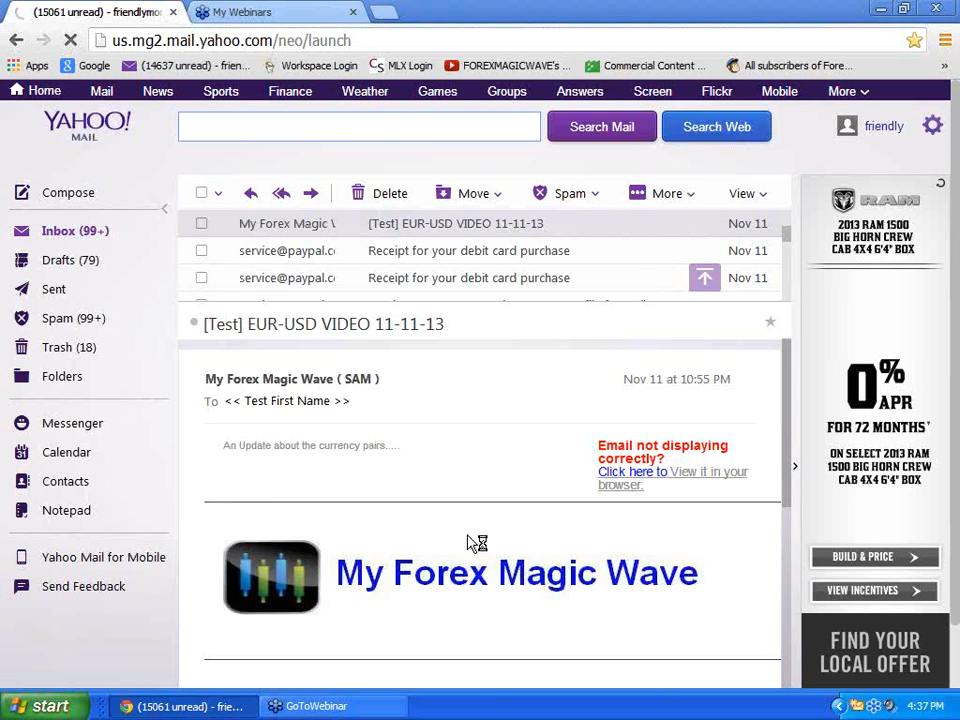 (15061 unread) - friendlymo
My Webinars
us.mg2.mail.yahoo.com/neo/launch
Apps Google (14637 unread) - frien... Workspace Login MLX Login FOREXMAGICWAVE's ... Commercial Content ... All subscribers of Fore... »
Home Mail News Sports Finance Weather Games Groups Answers Screen Flickr Mobile More
YAHOO!
MAIL
Search Mail
Search Web
friendly
Compose
Inbox (99+)
Drafts (79)
Sent
Spam (99+)
Trash (18)
Folders
Messenger
Calendar
Contacts
Notepad
Yahoo Mail for Mobile
Send Feedback
Delete Move Spam More View
My Forex Magic [Test] EUR-USD VIDEO 11-11-13 Nov 11
service@paypal.c Receipt for your debit card purchase Nov 11
service@paypal.c Receipt for your debit card purchase Nov 11
[Test] EUR-USD VIDEO 11-11-13
My Forex Magic Wave ( SAM ) Nov 11 at 10:55 PM
To << Test First Name >>
An Update about the currency pairs.....
Email not displaying
correctly?
Click here to View it in your
browser.
My Forex Magic Wave
RAM
2013 RAM 1500
BIG HORN CREW
CAB 4X4 6'4" BOX
0%
APR
FOR 72 MONTHS*
ON SELECT 2013 RAM
1500 BIG HORN CREW
CAB 4X4 6'4" BOX
BUILD & PRICE
VIEW INCENTIVES
FIND YOUR
LOCAL OFFER
start
(15061 unread) - frie...
GoToWebinar
4:37 PM